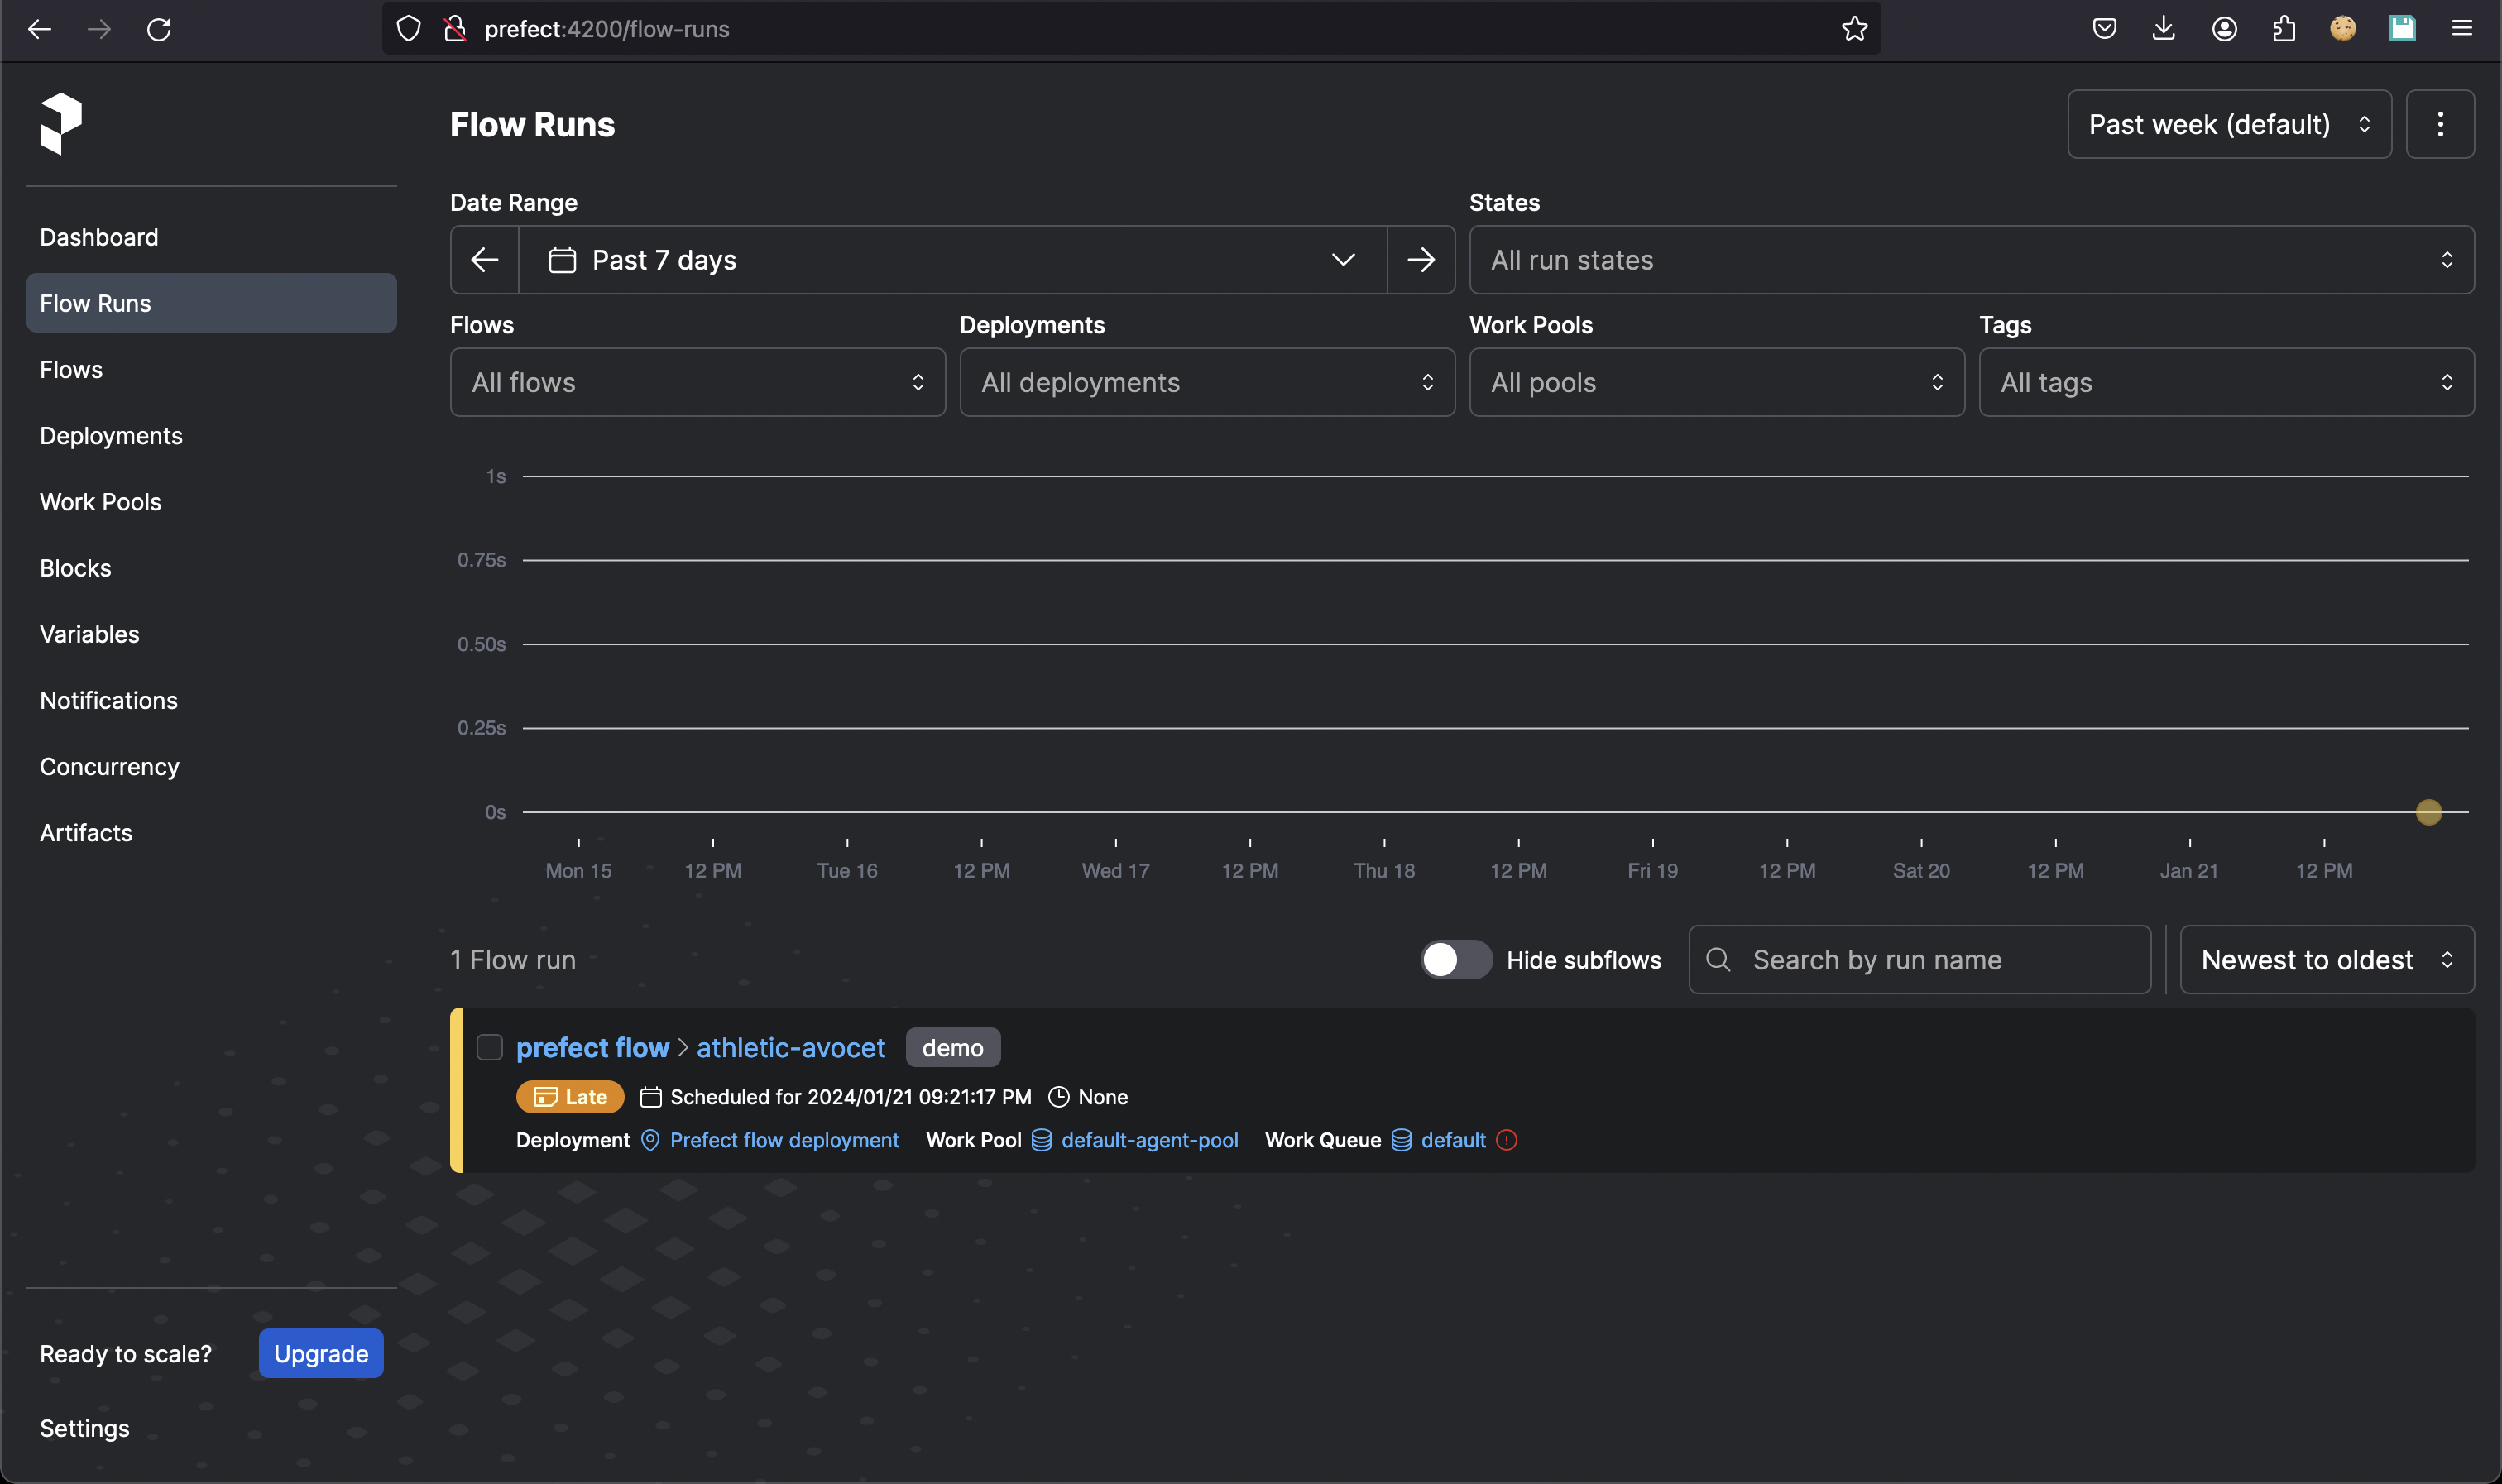 prefect:4200/flow-runs
Flow Runs
Past week (default)
Date Range
States
Past 7 days
All run states
Flows
Deployments
Work Pools
Tags
All flows
All deployments
All pools
All tags
Dashboard
Flow Runs
Flows
Deployments
Work Pools
Blocks
Variables
Notifications
Concurrency
Artifacts
1s
0.75s
0.50s
0.25s
0s
Mon 15 12 PM Tue 16 12 PM Wed 17 12 PM Thu 18 12 PM Fri 19 12 PM Sat 20 12 PM Jan 21 12 PM
1 Flow run
Hide subflows
Search by run name
Newest to oldest
prefect flow athletic-avocet demo
Late Scheduled for 2024/01/21 09:21:17 PM None
Deployment Prefect flow deployment Work Pool default-agent-pool Work Queue default
Ready to scale? Upgrade
Settings